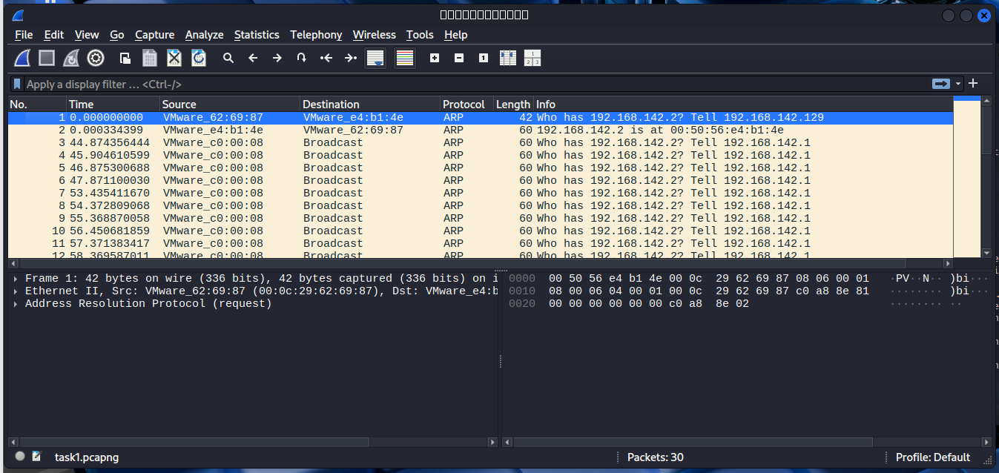 File Edit View Go Capture Analyze Statistics Telephony Wireless Tools Help
Apply a display filter … <Ctrl-/>
No. Time Source Destination Protocol Length Info
1 0.000000000 VMware_62:69:87 VMware_e4:b1:4e ARP 42 Who has 192.168.142.2? Tell 192.168.142.129
2 0.000334399 VMware_e4:b1:4e VMware_62:69:87 ARP 60 192.168.142.2 is at 00:50:56:e4:b1:4e
3 44.874356444 VMware_c0:00:08 Broadcast ARP 60 Who has 192.168.142.2? Tell 192.168.142.1
4 45.904610599 VMware_c0:00:08 Broadcast ARP 60 Who has 192.168.142.2? Tell 192.168.142.1
5 46.875300688 VMware_c0:00:08 Broadcast ARP 60 Who has 192.168.142.2? Tell 192.168.142.1
6 47.871100030 VMware_c0:00:08 Broadcast ARP 60 Who has 192.168.142.2? Tell 192.168.142.1
7 53.435411670 VMware_c0:00:08 Broadcast ARP 60 Who has 192.168.142.2? Tell 192.168.142.1
8 54.372809068 VMware_c0:00:08 Broadcast ARP 60 Who has 192.168.142.2? Tell 192.168.142.1
9 55.368870058 VMware_c0:00:08 Broadcast ARP 60 Who has 192.168.142.2? Tell 192.168.142.1
10 56.450681859 VMware_c0:00:08 Broadcast ARP 60 Who has 192.168.142.2? Tell 192.168.142.1
11 57.371383417 VMware_c0:00:08 Broadcast ARP 60 Who has 192.168.142.2? Tell 192.168.142.1
12 58.369587011 VMware_c0:00:08 Broadcast ARP 60 Who has 192.168.142.2? Tell 192.168.142.1
Frame 1: 42 bytes on wire (336 bits), 42 bytes captured (336 bits) on i
Ethernet II, Src: VMware_62:69:87 (00:0c:29:62:69:87), Dst: VMware_e4:b
Address Resolution Protocol (request)
0000 00 50 56 e4 b1 4e 00 0c 29 62 69 87 08 06 00 01 ·PV··N·· )bi·····
0010 08 00 06 04 00 01 00 0c 29 62 69 87 c0 a8 8e 81 ········ )bi·····
0020 00 00 00 00 00 00 c0 a8 8e 02 ········ ··
task1.pcapng
Packets: 30
Profile: Default